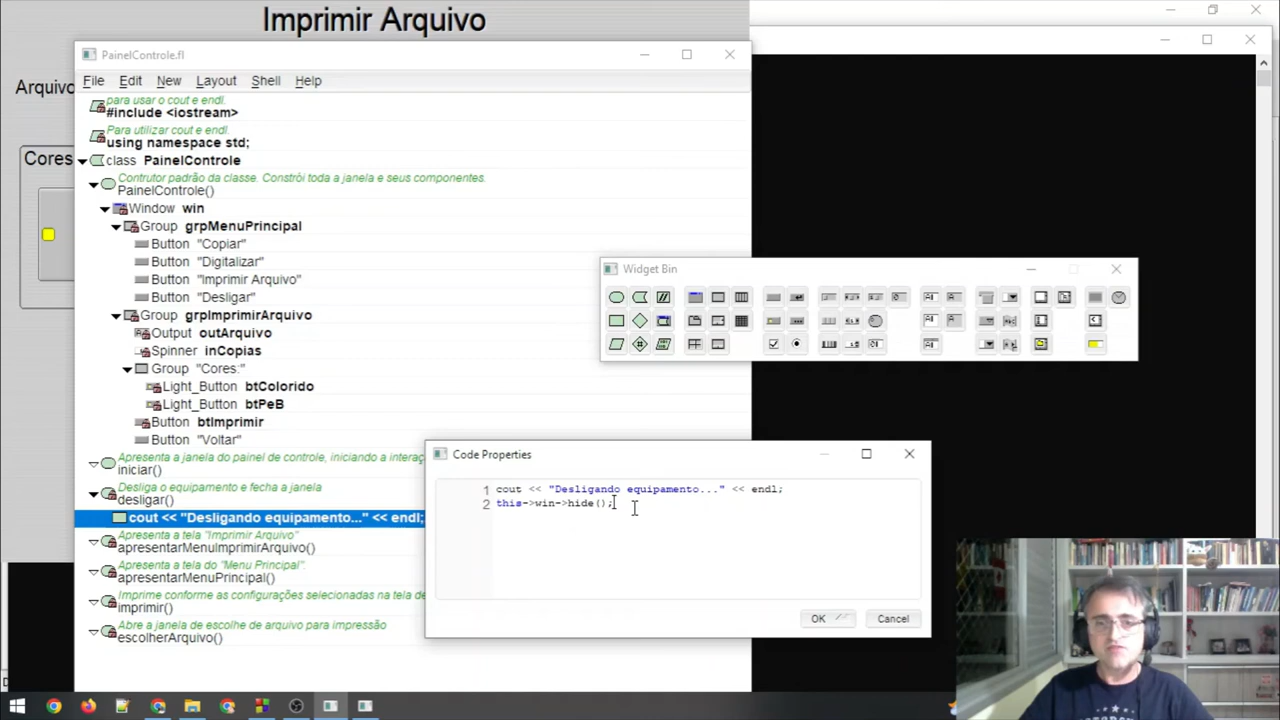 Imprimir Arquivo
PainelControle.fl
File Edit New Layout Shell Help
Arquivo
Cores
para usar o cout e endl.
#include <iostream>
Para utilizar cout e endl.
using namespace std;
class PainelControle
Contrutor padrão da classe. Constrói toda a janela e seus componentes.
PainelControle()
Window win
Group grpMenuPrincipal
Button "Copiar"
Button "Digitalizar"
Button "Imprimir Arquivo"
Button "Desligar"
Group grpImprimirArquivo
Output outArquivo
Spinner inCopias
Group "Cores:"
Light_Button btColorido
Light_Button btPeB
Button btImprimir
Button "Voltar"
Apresenta a janela do painel de controle, iniciando a interaç
iniciar()
Desliga o equipamento e fecha a janela
desligar()
cout << "Desligando equipamento..." << endl;
Apresenta a tela "Imprimir Arquivo"
apresentarMenuImprimirArquivo()
Apresenta a tela do "Menu Principal".
apresentarMenuPrincipal()
Imprime conforme as configurações selecionadas na tela de
imprimir()
Abre a janela de escolhe de arquivo para impressão
escolherArquivo()
Widget Bin
Code Properties
1 cout << "Desligando equipamento..." << endl;
2 this->win->hide();
OK
Cancel